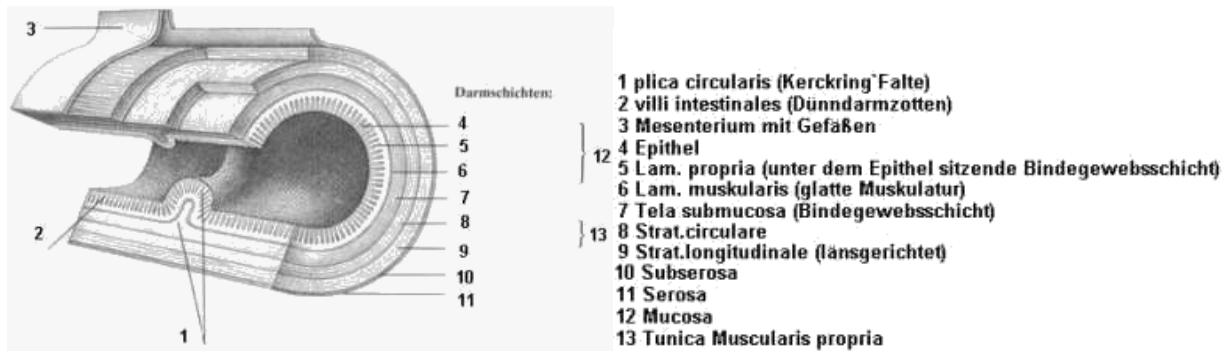 3
Darmschichten:
4
5
12
6
7
8
13
9
10
11
2
1
1 plica circularis (Kerckring`Falte)
2 villi intestinales (Dünndarmzotten)
3 Mesenterium mit Gefäßen
4 Epithel
5 Lam. propria (unter dem Epithel sitzende Bindegewebsschicht)
6 Lam. muskularis (glatte Muskulatur)
7 Tela submucosa (Bindegewebsschicht)
8 Strat.circulare
9 Strat.longitudinale (länsgerichtet)
10 Subserosa
11 Serosa
12 Mucosa
13 Tunica Muscularis propria